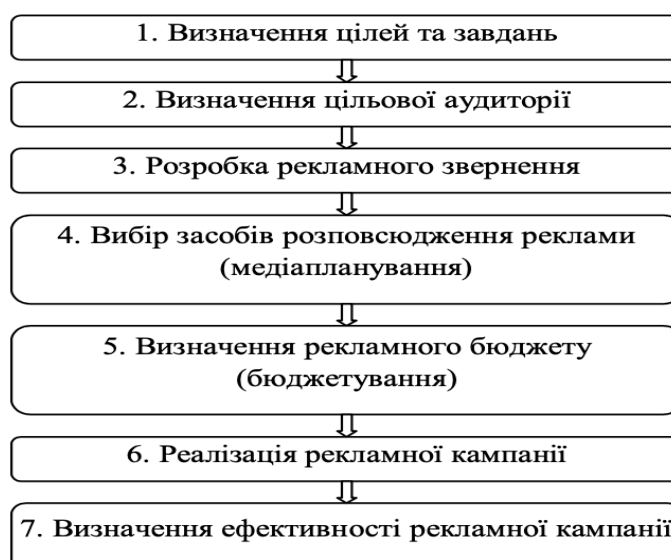 1. Визначення цілей та завдань
2. Визначення цільової аудиторії
3. Розробка рекламного звернення
4. Вибір засобів розповсюдження реклами
(медіапланування)
5. Визначення рекламного бюджету
(бюджетування)
6. Реалізація рекламної кампанії
7. Визначення ефективності рекламної кампанії